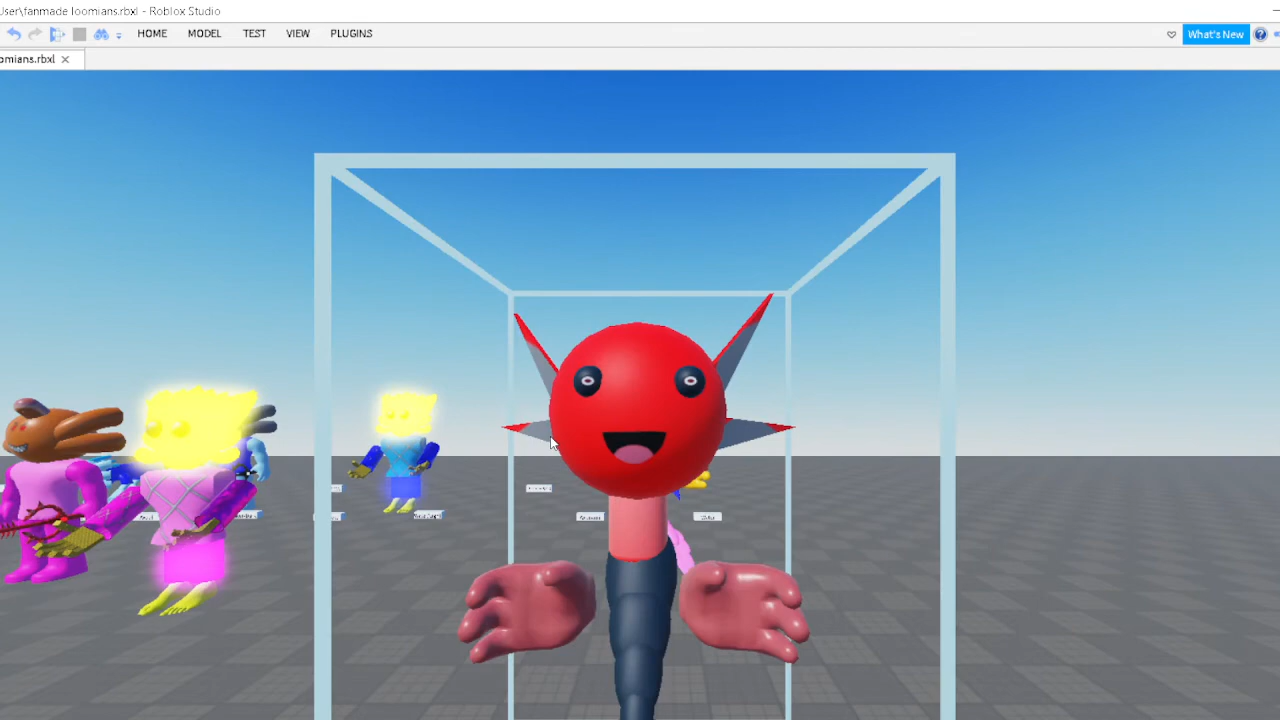 User\fanmade loomians.rbxl - Roblox Studio
HOME MODEL TEST VIEW PLUGINS What's New ?
omians.rbxl ×